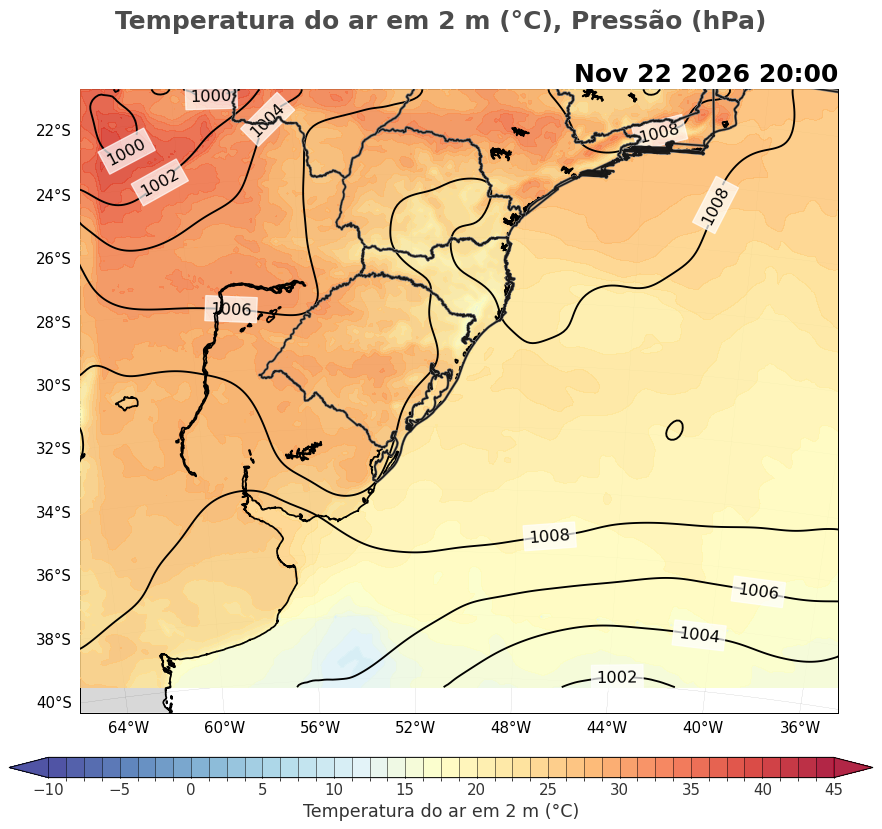 Temperatura do ar em 2 m (°C), Pressão (hPa)
Nov 22 2026 20:00
1000
1004
1008
1000
1002
1008
1006
1008
1006
1004
1002
22°S
24°S
26°S
28°S
30°S
32°S
34°S
36°S
38°S
40°S
64°W 60°W 56°W 52°W 48°W 44°W 40°W 36°W
−10 −5 0 5 10 15 20 25 30 35 40 45
Temperatura do ar em 2 m (°C)